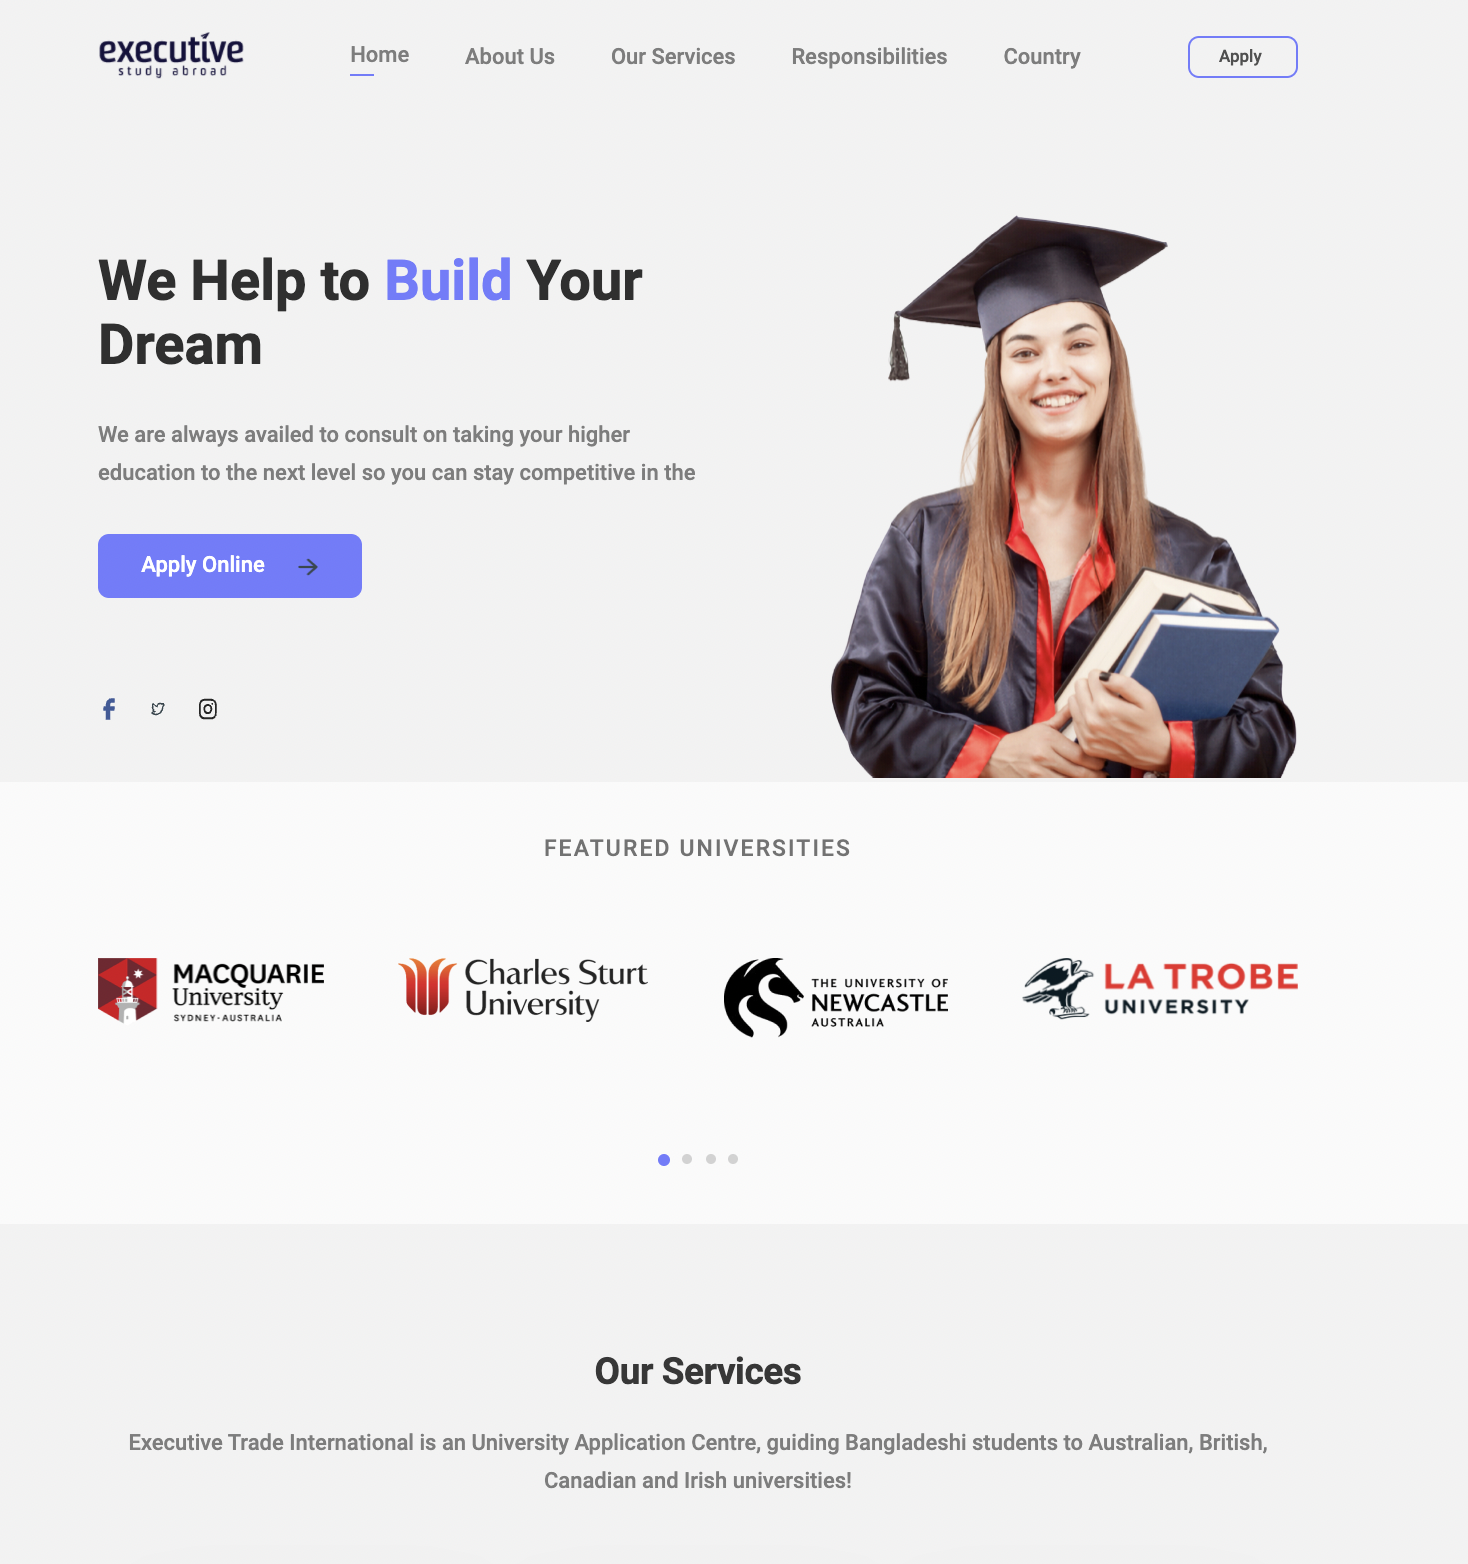 executive
study abroad
Home
About Us
Our Services
Responsibilities
Country
Apply
We Help to Build Your
Dream
We are always availed to consult on taking your higher
education to the next level so you can stay competitive in the
Apply Online
FEATURED UNIVERSITIES
MACQUARIE
University
SYDNEY-AUSTRALIA
Charles Sturt
University
THE UNIVERSITY OF
NEWCASTLE
AUSTRALIA
LA TROBE
UNIVERSITY
Our Services
Executive Trade International is an University Application Centre, guiding Bangladeshi students to Australian, British,
Canadian and Irish universities!